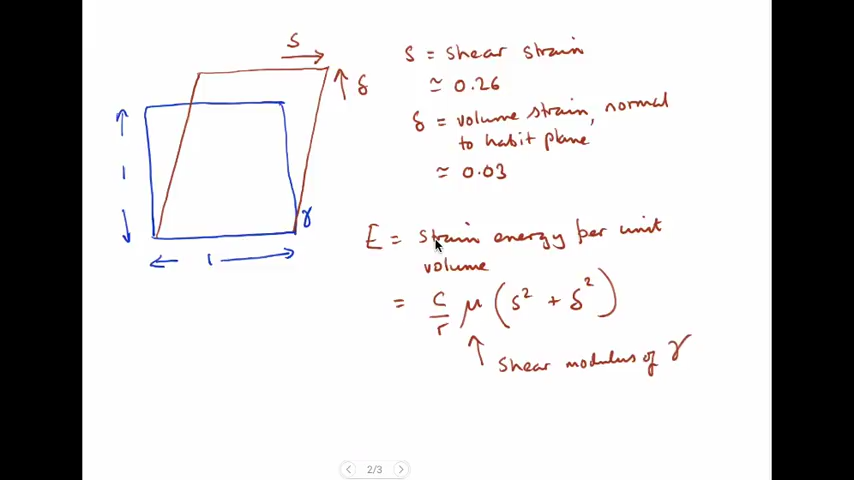 s
δ
1
γ
1
s = shear strain
≃ 0.26
δ = volume strain, normal
to habit plane
≃ 0.03
E = strain energy per unit
volume
= c/r μ (s² + δ²)
shear modulus of γ
2/3